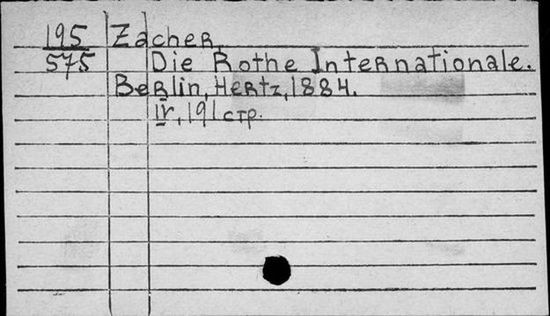 195 Zacher,
575 Die Rothe Internationale.
Berlin, Hertz, 1884.
IV, 191 стр.